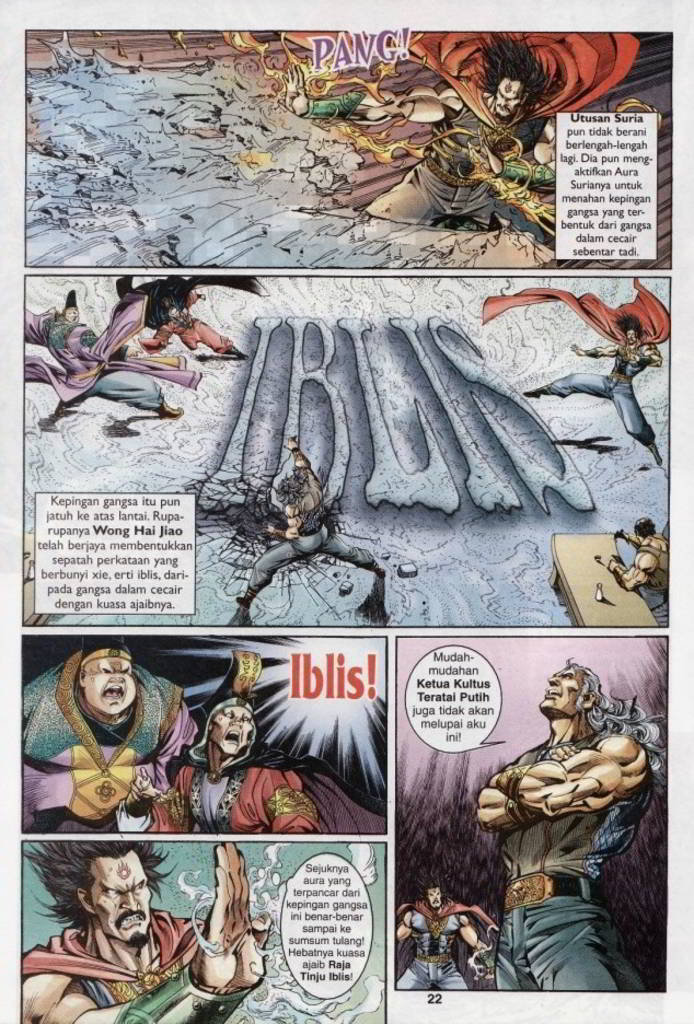 PANG!
Utusan Suria
pun tidak berani
berlengah-lengah
lagi. Dia pun meng-
aktifkan Aura
Surianya untuk
menahan kepingan
gangsa yang ter-
bentuk dari gangsa
dalam cecair
sebentar tadi.
IBLIS
Kepingan gangsa itu pun
jatuh ke atas lantai. Rupa-
rupanya Wong Hai Jiao
telah berjaya membentukkan
sepatah perkataan yang
berbunyi xie, erti iblis, dari-
pada gangsa dalam cecair
dengan kuasa ajaibnya.
Iblis!
Mudah-
mudahan
Ketua Kultus
Teratai Putih
juga tidak akan
melupai aku
ini!
Sejuknya
aura yang
terpancar dari
kepingan gangsa
ini benar-benar
sampai ke
sumsum tulang!
Hebatnya kuasa
ajaib Raja
Tinju Iblis!
22